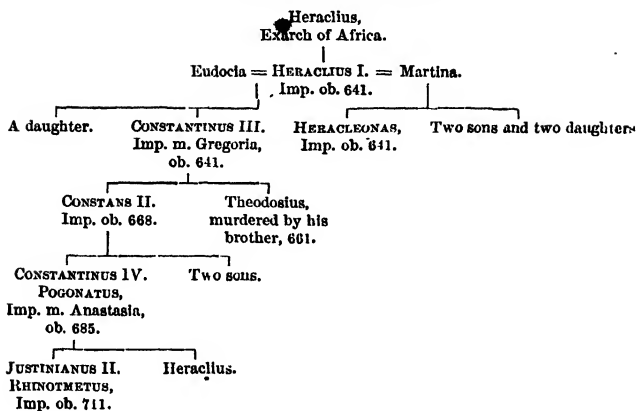 Heraclius,
Exarch of Africa.
Eudocia = HERACLIUS I. = Martina.
Imp. ob. 641.
A daughter. CONSTANTINUS III. HERACLEONAS, Two sons and two daughters
Imp. m. Gregoria, Imp. ob. 641.
ob. 641.
CONSTANS II. Theodosius,
Imp. ob. 668. murdered by his
brother, 661.
CONSTANTINUS IV. Two sons.
POGONATUS,
Imp. m. Anastasia,
ob. 685.
JUSTINIANUS II. Heraclius.
RHINOTMETUS,
Imp. ob. 711.